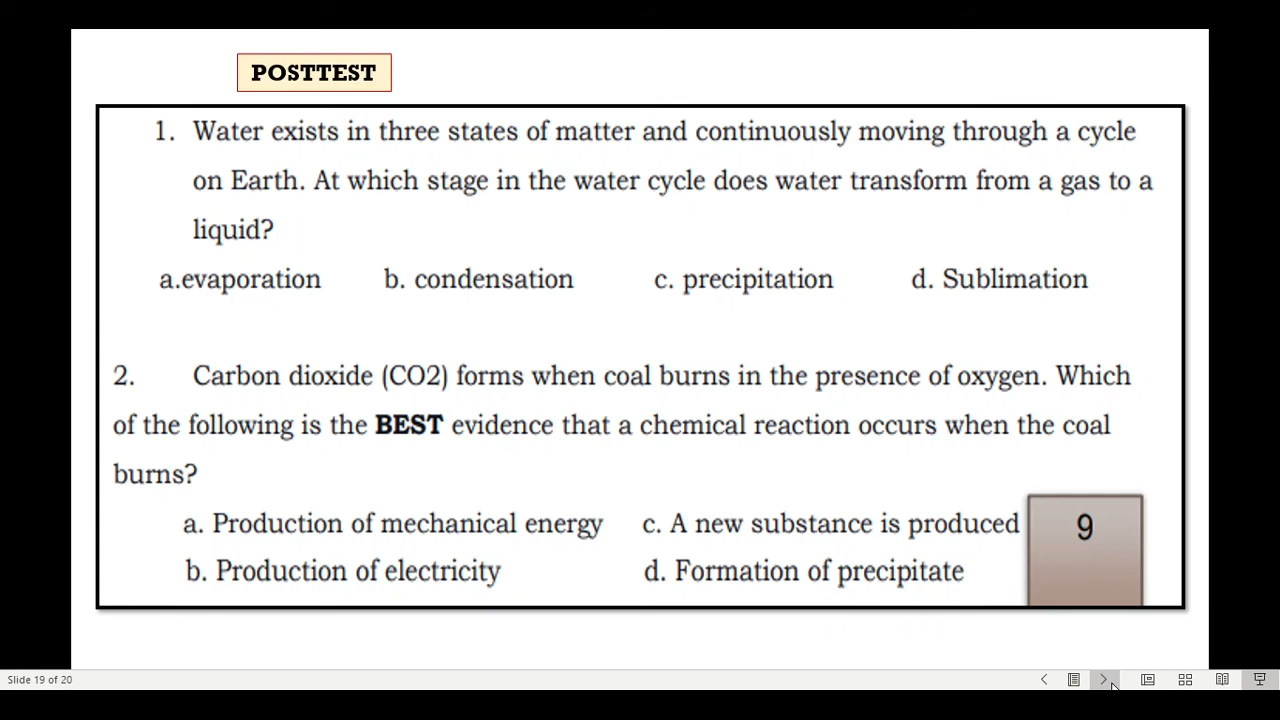 POSTTEST
1. Water exists in three states of matter and continuously moving through a cycle
on Earth. At which stage in the water cycle does water transform from a gas to a
liquid?
a.evaporation b. condensation c. precipitation d. Sublimation
2. Carbon dioxide (CO2) forms when coal burns in the presence of oxygen. Which
of the following is the BEST evidence that a chemical reaction occurs when the coal
burns?
a. Production of mechanical energy c. A new substance is produced
9
b. Production of electricity d. Formation of precipitate
Slide 19 of 20